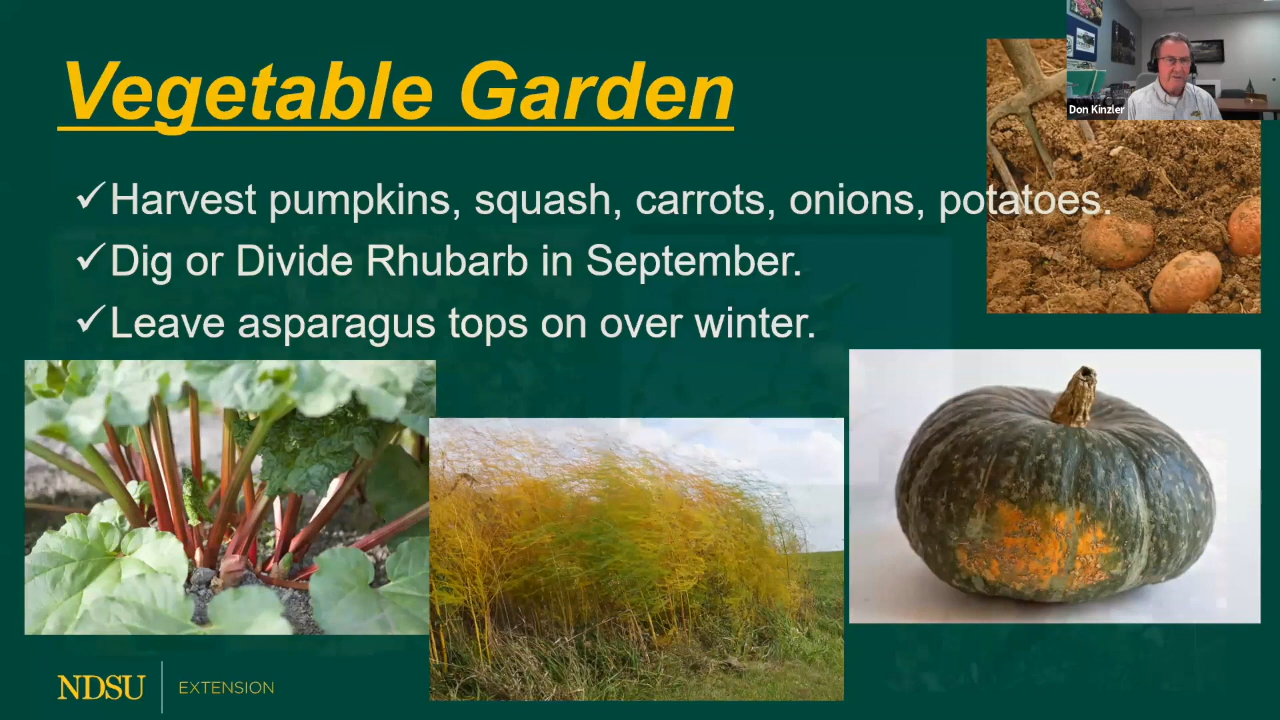 Vegetable Garden
Don Kinzler
✓Harvest pumpkins, squash, carrots, onions, potatoes.
✓Dig or Divide Rhubarb in September.
✓Leave asparagus tops on over winter.
NDSU EXTENSION